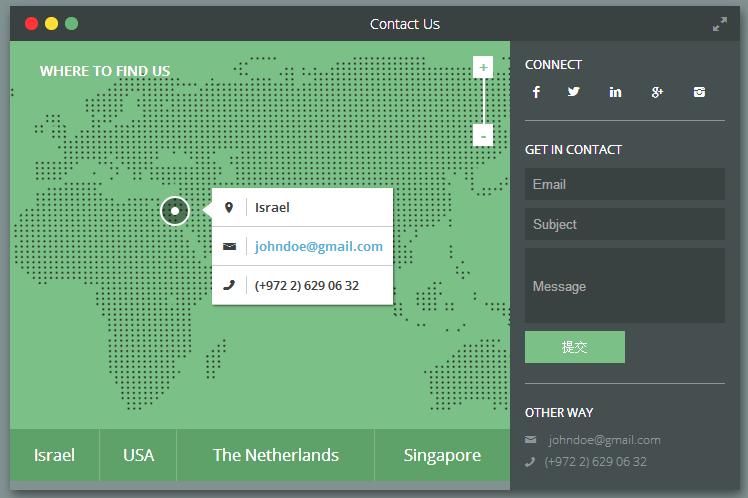 Contact Us
WHERE TO FIND US
+
-
Israel
johndoe@gmail.com
(+972 2) 629 06 32
Israel
USA
The Netherlands
Singapore
CONNECT
GET IN CONTACT
Email
Subject
Message
提交
OTHER WAY
johndoe@gmail.com
(+972 2) 629 06 32